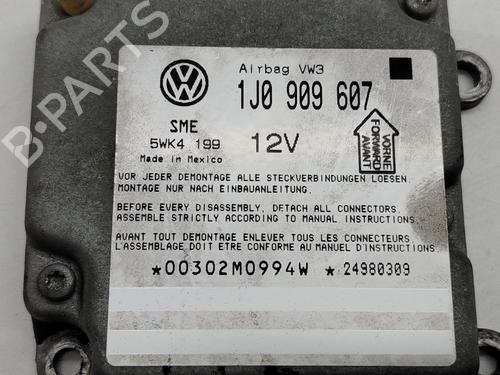 Airbag VW3
1J0 909 607
SME
5WK4 199
12V
Made in Mexico
VORNE
FORWARD
AVANT
VOR JEDER DEMONTAGE ALLE STECKVERBINDUNGEN LOESEN.
MONTAGE NUR NACH EINBAUANLEITUNG.
BEFORE EVERY DISASSEMBLY, DETACH ALL CONNECTORS.
ASSEMBLE STRICTLY ACCORDING TO MANUAL INSTRUCTIONS.
AVANT TOUT DEMONTAGE ENLEVER TOUS LES CONNECTEURS.
L'ASSEMBLAGE DOIT ETRE CONFORME AU MANUEL D'INSTRUCTIONS
*00302M0994W *24980309
B-PARTS